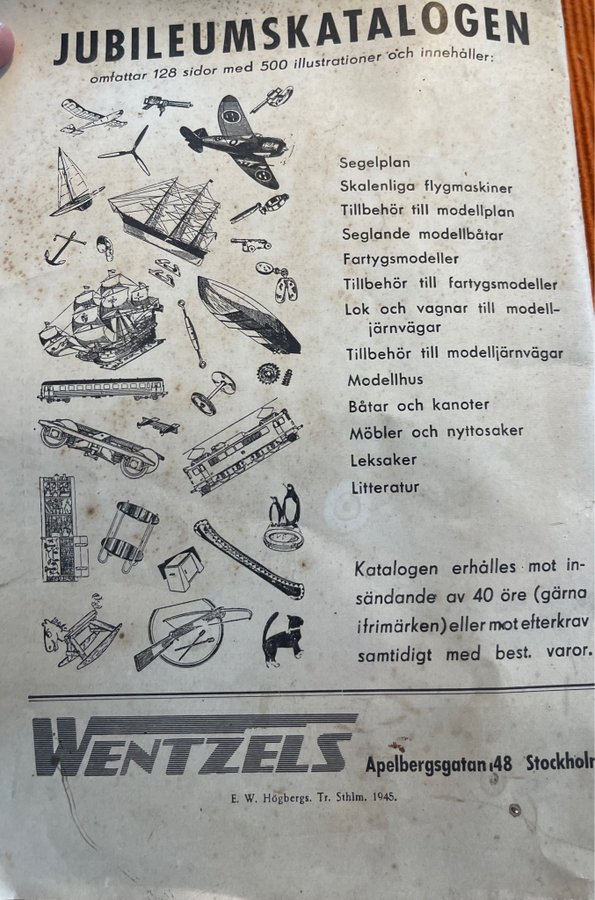 JUBILEUMSKATALOGEN
omfattar 128 sidor med 500 illustrationer och innehåller:
Segelplan
Skalenliga flygmaskiner
Tillbehör till modellplan
Seglande modellbåtar
Fartygsmodeller
Tillbehör till fartygsmodeller
Lok och vagnar till modell-
järnvägar
Tillbehör till modelljärnvägar
Modellhus
Båtar och kanoter
Möbler och nyttosaker
Leksaker
Litteratur
Katalogen erhålles mot in-
sändande av 40 öre (gärna
i frimärken) eller mot efterkrav
samtidigt med best. varor.
WENTZELS
Apelbergsgatan 48 Stockholm
E. W. Högbergs. Tr. Sthlm. 1945.